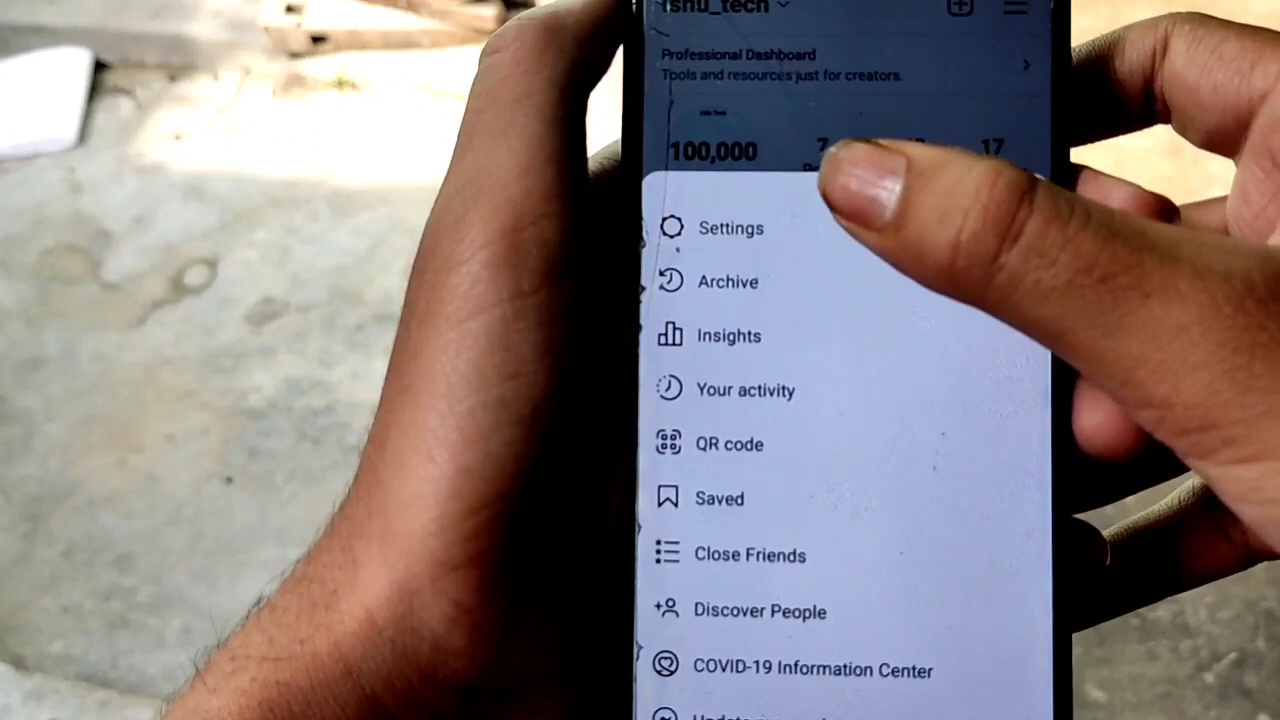 Professional Dashboard
Tools and resources just for creators.
100,000 7 17
Settings
Archive
Insights
Your activity
QR code
Saved
Close Friends
Discover People
COVID-19 Information Center